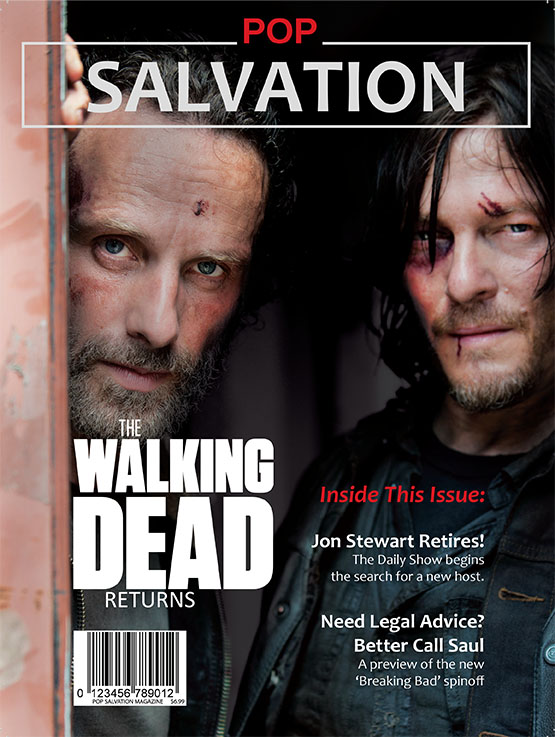 POP
SALVATION
THE
WALKING
DEAD
RETURNS
Inside This Issue:
Jon Stewart Retires!
The Daily Show begins
the search for a new host.
Need Legal Advice?
Better Call Saul
A preview of the new
‘Breaking Bad’ spinoff
0 123456 789012
POP SALVATION MAGAZINE $6.99